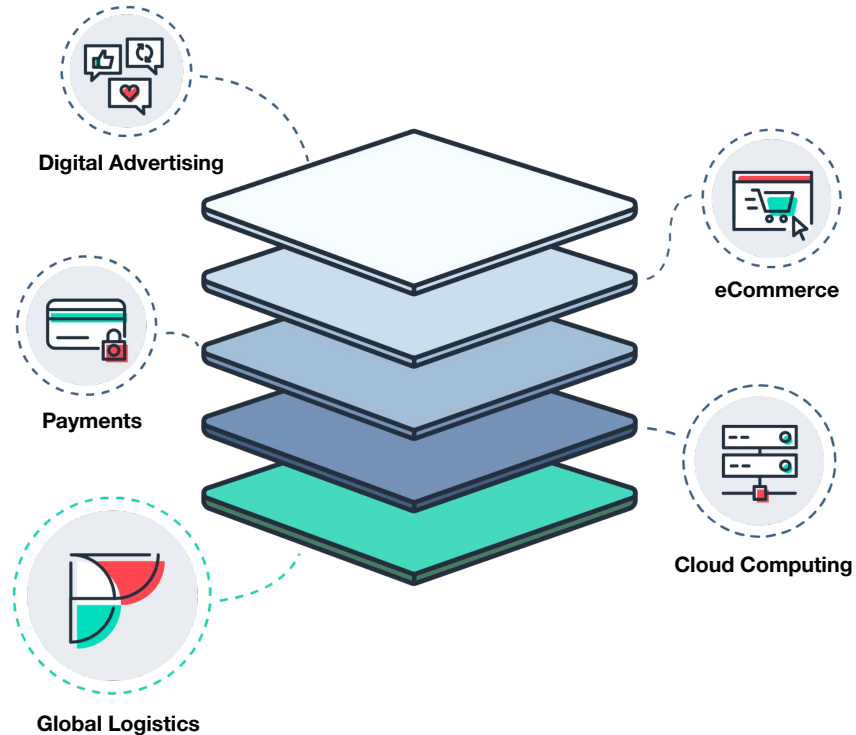 Digital Advertising
eCommerce
Payments
Cloud Computing
Global Logistics